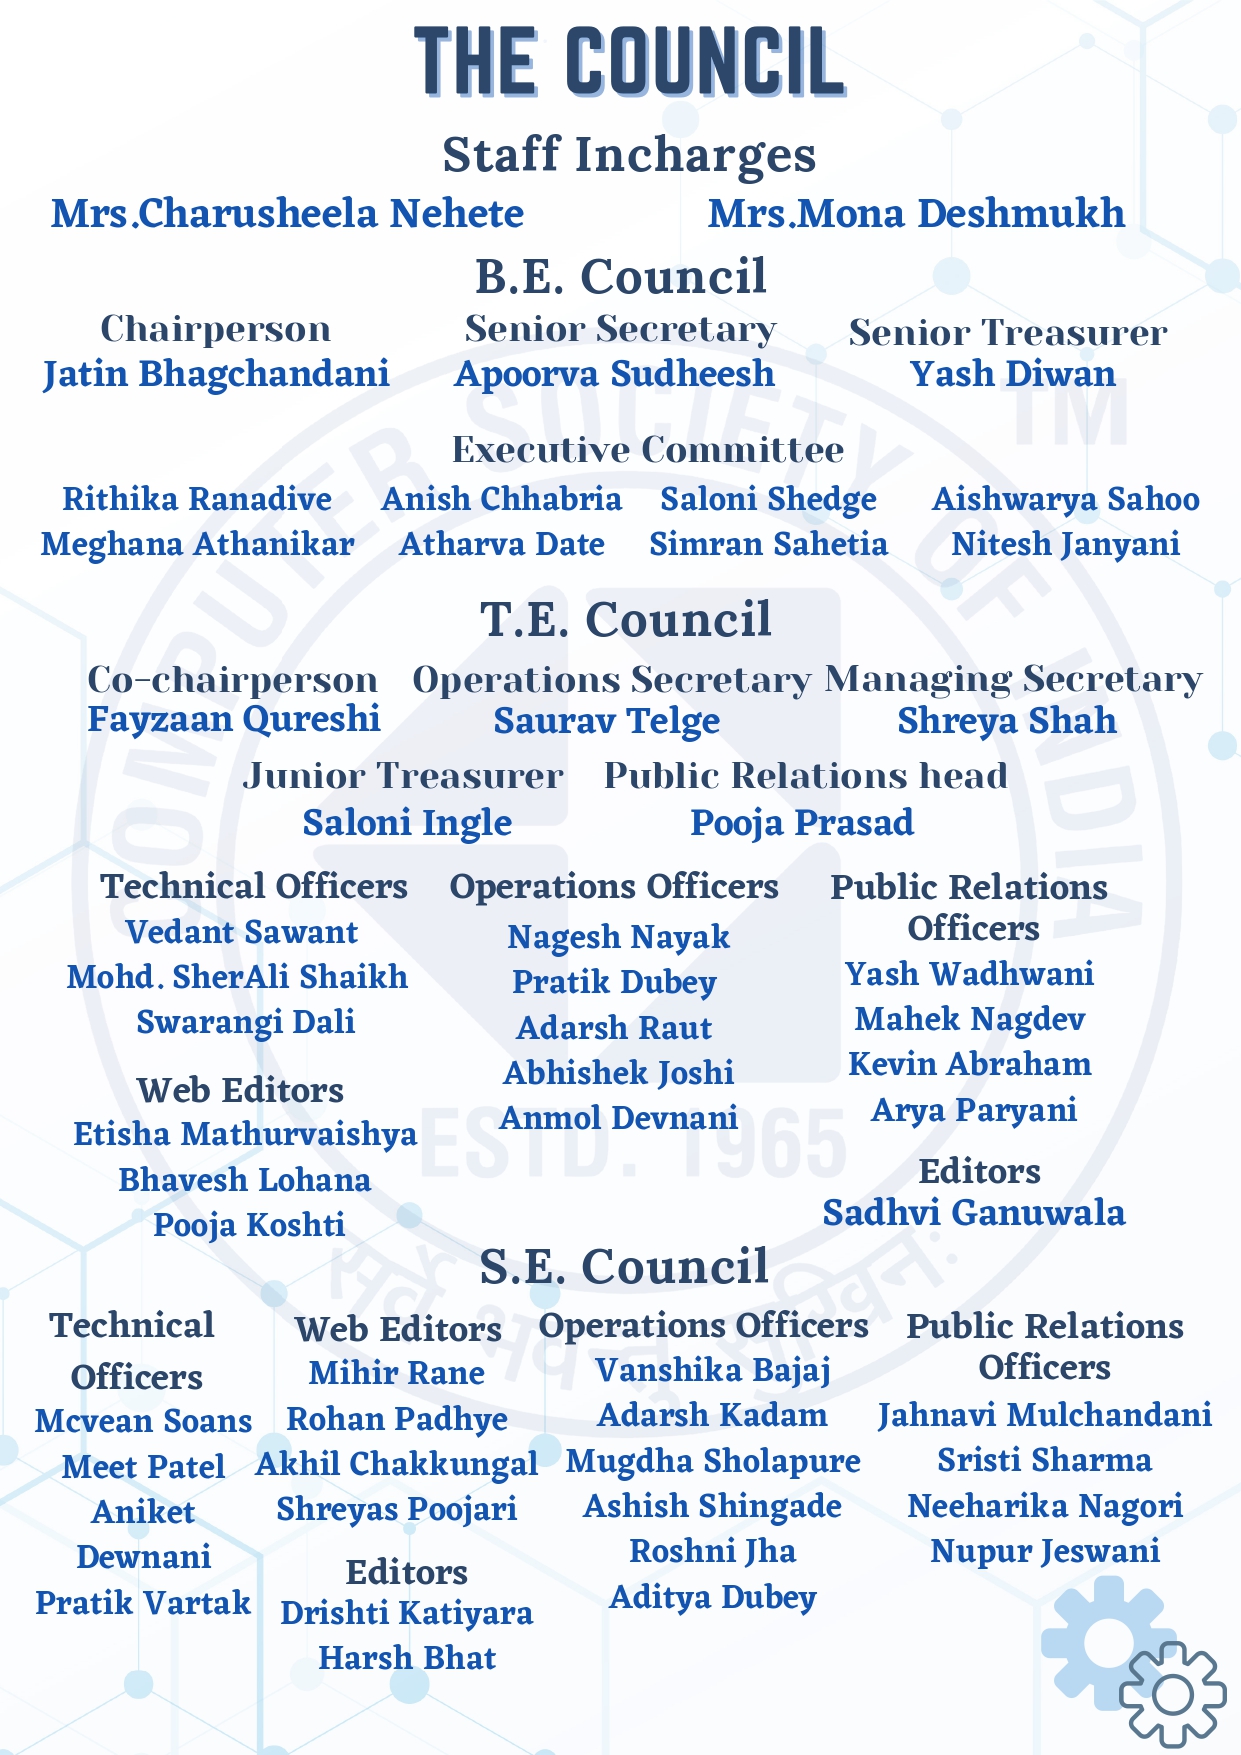 THE COUNCIL
Staff Incharges
Mrs.Charusheela Nehete
Mrs.Mona Deshmukh
B.E. Council
Chairperson
Jatin Bhagchandani
Senior Secretary
Apoorva Sudheesh
Senior Treasurer
Yash Diwan
Executive Committee
Rithika Ranadive
Anish Chhabria
Saloni Shedge
Aishwarya Sahoo
Meghana Athanikar
Atharva Date
Simran Sahetia
Nitesh Janyani
T.E. Council
Co-chairperson
Fayzaan Qureshi
Operations Secretary
Saurav Telge
Managing Secretary
Shreya Shah
Junior Treasurer
Saloni Ingle
Public Relations head
Pooja Prasad
Technical Officers
Vedant Sawant
Mohd. SherAli Shaikh
Swarangi Dali
Web Editors
Etisha Mathurvaishya
Bhavesh Lohana
Pooja Koshti
Operations Officers
Nagesh Nayak
Pratik Dubey
Adarsh Raut
Abhishek Joshi
Anmol Devnani
Public Relations
Officers
Yash Wadhwani
Mahek Nagdev
Kevin Abraham
Arya Paryani
Editors
Sadhvi Ganuwala
S.E. Council
Technical
Officers
Mcvean Soans
Meet Patel
Aniket
Dewnani
Pratik Vartak
Web Editors
Mihir Rane
Rohan Padhye
Akhil Chakkungal
Shreyas Poojari
Editors
Drishti Katiyara
Harsh Bhat
Operations Officers
Vanshika Bajaj
Adarsh Kadam
Mugdha Sholapure
Ashish Shingade
Roshni Jha
Aditya Dubey
Public Relations
Officers
Jahnavi Mulchandani
Sristi Sharma
Neeharika Nagori
Nupur Jeswani
COMPUTER SOCIETY OF INDIA
TM
ESTD. 1965